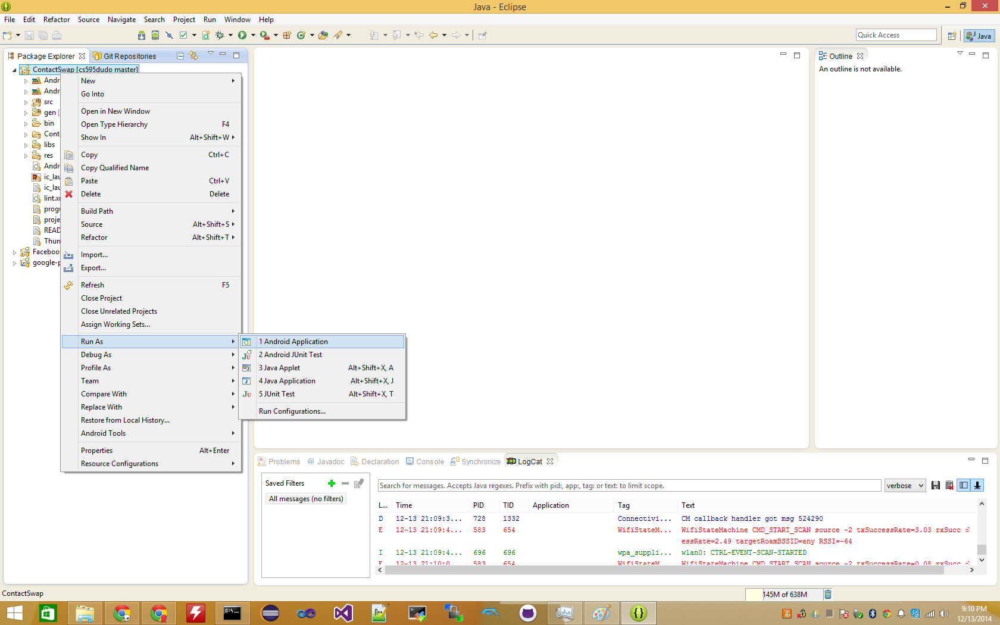 Java - Eclipse
File Edit Refactor Source Navigate Search Project Run Window Help
Quick Access
Java
Package Explorer
Git Repositories
ContactSwap [cs595dudo master]
Andr
Andr
src
gen [
bin
Cont
libs
res
Andr
ic_lau
ic_lau
lint.x
prog
proje
READ
Thun
Faceboo
google-p
New
Go Into
Open in New Window
Open Type Hierarchy F4
Show In Alt+Shift+W
Copy Ctrl+C
Copy Qualified Name
Paste Ctrl+V
Delete Delete
Build Path
Source Alt+Shift+S
Refactor Alt+Shift+T
Import...
Export...
Refresh F5
Close Project
Close Unrelated Projects
Assign Working Sets...
Run As
Debug As
Profile As
Team
Compare With
Replace With
Restore from Local History...
Android Tools
Properties Alt+Enter
Resource Configurations
1 Android Application
2 Android JUnit Test
3 Java Applet Alt+Shift+X, A
4 Java Application Alt+Shift+X, J
5 JUnit Test Alt+Shift+X, T
Run Configurations...
Outline
An outline is not available.
Problems @ Javadoc Declaration Console Synchronize LogCat
Saved Filters
All messages (no filters)
Search for messages. Accepts Java regexes. Prefix with pid:, app:, tag: or text: to limit scope.
verbose
L... Time PID TID Application Tag Text
D 12-13 21:09:3... 728 1332 Connectivi... CM callback handler got msg 524290
E 12-13 21:09:4... 583 654 WifiStateM... WifiStateMachine CMD_START_SCAN source -2 txSuccessRate=3.03 rxSucc
essRate=2.49 targetRoamBSSID=any RSSI=-64
I 12-13 21:09:4... 696 696 wpa_suppli... wlan0: CTRL-EVENT-SCAN-STARTED
E 12-13 21:10:0 583 654 WifiStateM WifiStateMachine CMD_START_SCAN source -2 txSuccessRate=0.08 rxSucc
ContactSwap
145M of 638M
9:10 PM
12/13/2014